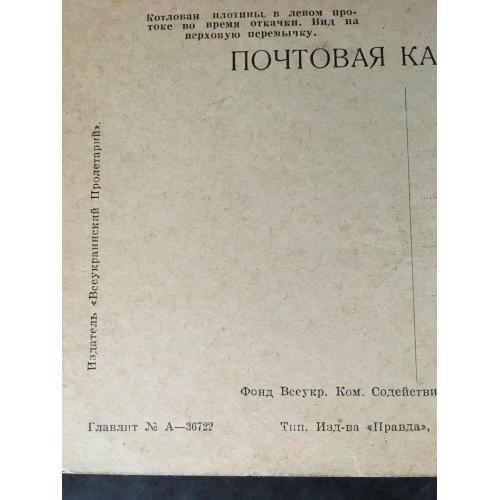 Котлован плотины в левом про-
токе во время откачки. Вид на
верховую перемычку.
ПОЧТОВАЯ КА
Издатель «Всеукраинский Пролетарий».
Фонд Всеукр. Ком. Содействи
Главлит № А—36722
Тип. Изд-ва «Правда»,